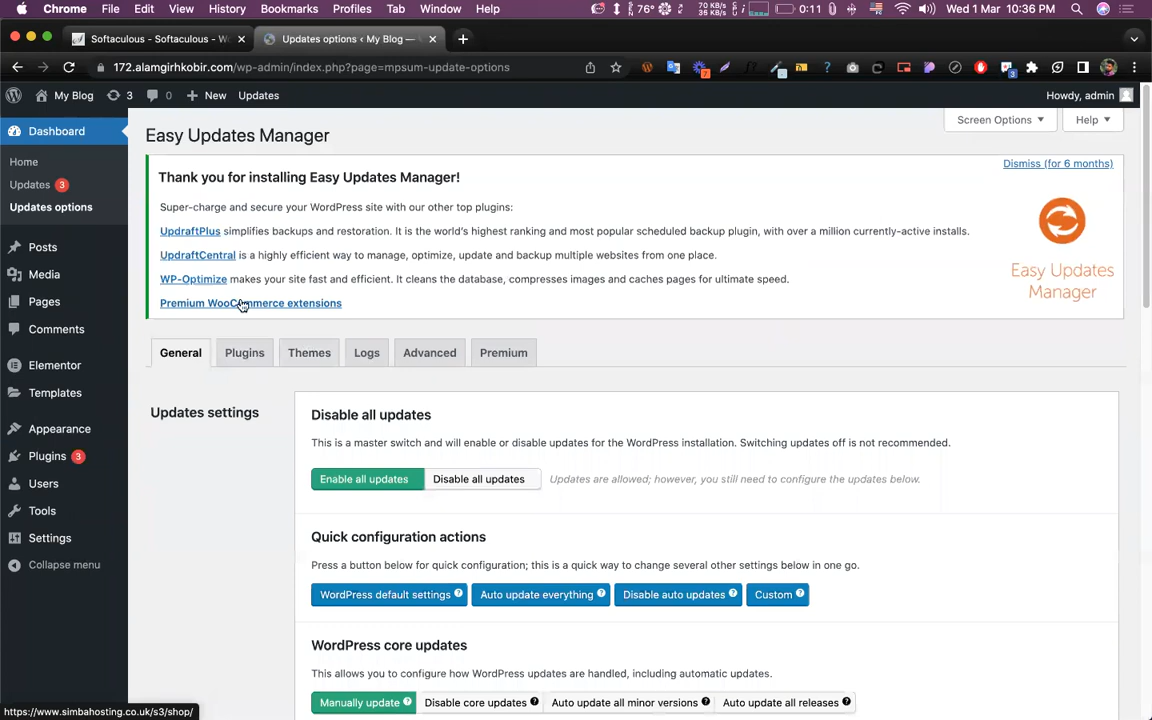 Chrome File Edit View History Bookmarks Profiles Tab Window Help 76° 70 KB/s 35 KB/s 0:11 Wed 1 Mar 10:36 PM
Softaculous - Softaculous - W Updates options ‹ My Blog —
172.alamgirhkobir.com/wp-admin/index.php?page=mpsum-update-options
My Blog 3 0 New Updates Howdy, admin
Dashboard
Home
Updates 3
Updates options
Posts
Media
Pages
Comments
Elementor
Templates
Appearance
Plugins 3
Users
Tools
Settings
Collapse menu
Screen Options Help
Easy Updates Manager
Dismiss (for 6 months)
Thank you for installing Easy Updates Manager!
Super-charge and secure your WordPress site with our other top plugins:
UpdraftPlus simplifies backups and restoration. It is the world's highest ranking and most popular scheduled backup plugin, with over a million currently-active installs.
UpdraftCentral is a highly efficient way to manage, optimize, update and backup multiple websites from one place.
WP-Optimize makes your site fast and efficient. It cleans the database, compresses images and caches pages for ultimate speed.
Premium WooCommerce extensions
Easy Updates
Manager
General Plugins Themes Logs Advanced Premium
Updates settings
Disable all updates
This is a master switch and will enable or disable updates for the WordPress installation. Switching updates off is not recommended.
Enable all updates Disable all updates Updates are allowed; however, you still need to configure the updates below.
Quick configuration actions
Press a button below for quick configuration; this is a quick way to change several other settings below in one go.
WordPress default settings Auto update everything Disable auto updates Custom
WordPress core updates
This allows you to configure how WordPress updates are handled, including automatic updates.
Manually update Disable core updates Auto update all minor versions Auto update all releases
https://www.simbahosting.co.uk/s3/shop/